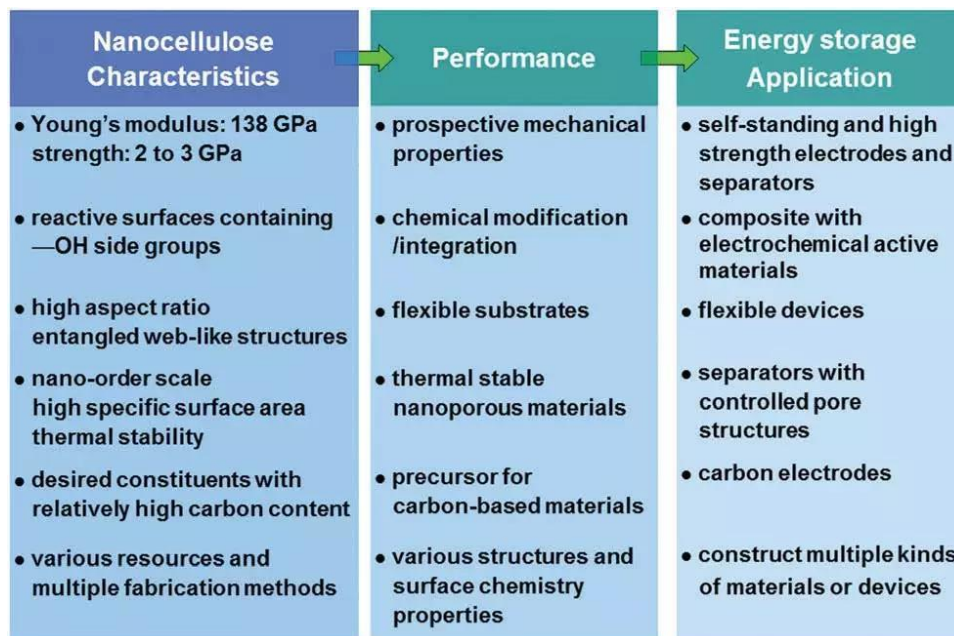 Nanocellulose
Characteristics
Performance
Energy storage
Application
• Young's modulus: 138 GPa
strength: 2 to 3 GPa
• reactive surfaces containing
—OH side groups
• high aspect ratio
entangled web-like structures
• nano-order scale
high specific surface area
thermal stability
• desired constituents with
relatively high carbon content
• various resources and
multiple fabrication methods
• prospective mechanical
properties
• chemical modification
/integration
• flexible substrates
• thermal stable
nanoporous materials
• precursor for
carbon-based materials
• various structures and
surface chemistry
properties
• self-standing and high
strength electrodes and
separators
• composite with
electrochemical active
materials
• flexible devices
• separators with
controlled pore
structures
• carbon electrodes
• construct multiple kinds
of materials or devices